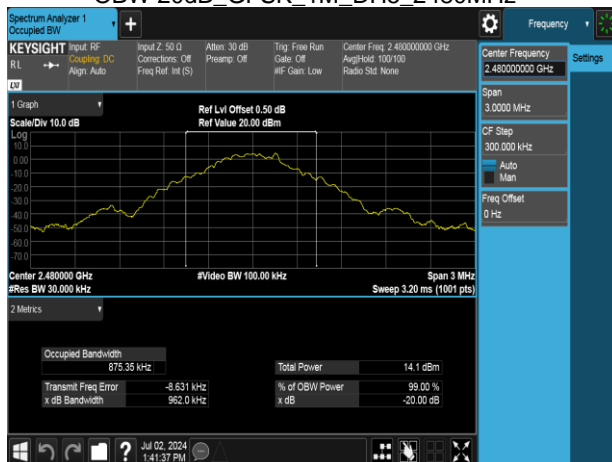 OBW 20dB_GFSK_1M_DH5_2480MHz
Spectrum Analyzer 1
Occupied BW
+
Frequency
KEYSIGHT
Input: RF
Input Z: 50 Ω
Atten: 30 dB
Trig: Free Run
Center Freq: 2.480000000 GHz
RL
Coupling: DC
Corrections: Off
Preamp: Off
Gate: Off
Avg|Hold: 100/100
Align: Auto
Freq Ref: Int (S)
#IF Gain: Low
Radio Std: None
LXI
1 Graph
Scale/Div 10.0 dB
Ref Lvl Offset 0.50 dB
Ref Value 20.00 dBm
Log
10.0
0.00
-10.0
-20.0
-30.0
-40.0
-50.0
-60.0
-70.0
Center 2.480000 GHz
#Video BW 100.00 kHz
Span 3 MHz
#Res BW 30.000 kHz
Sweep 3.20 ms (1001 pts)
2 Metrics
Occupied Bandwidth
875.35 kHz
Total Power
14.1 dBm
Transmit Freq Error
-8.631 kHz
% of OBW Power
99.00 %
x dB Bandwidth
962.0 kHz
x dB
-20.00 dB
Jul 02, 2024
1:41:37 PM
Center Frequency
2.480000000 GHz
Settings
Span
3.0000 MHz
CF Step
300.000 kHz
Auto
Man
Freq Offset
0 Hz